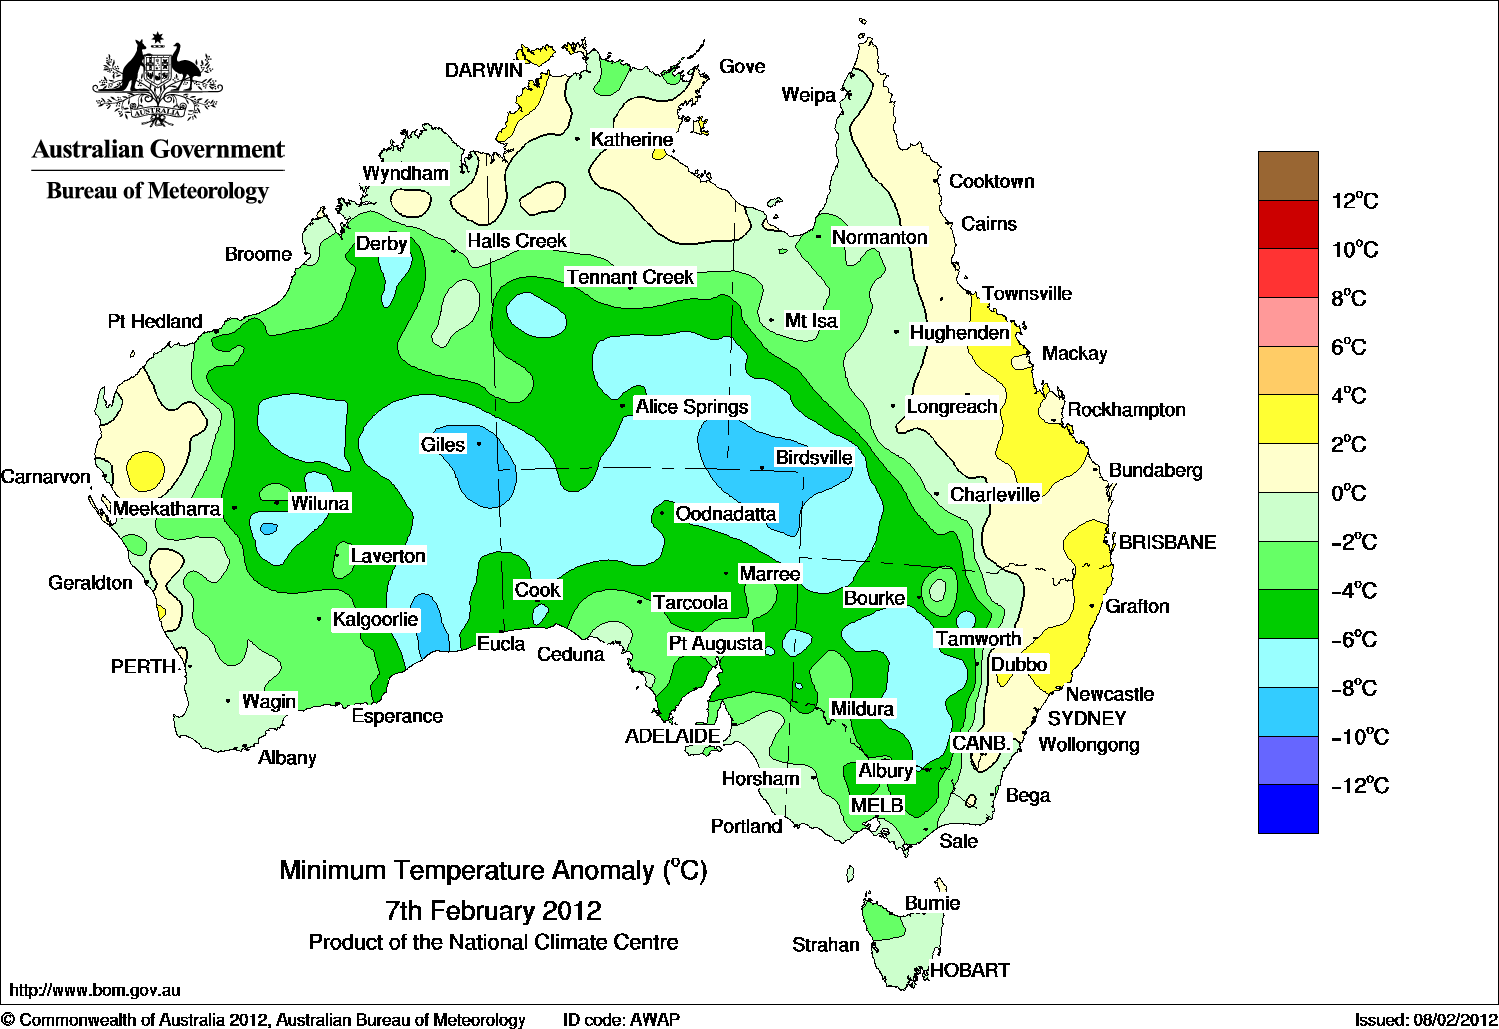 AUSTRALIA
Australian Government
Bureau of Meteorology
DARWIN
Gove
Weipa
Katherine
Wyndham
Cooktown
Cairns
Normanton
Halls Creek
Derby
Broome
Tennant Creek
Townsville
Pt Hedland
Mt Isa
Hughenden
Mackay
Alice Springs
Longreach
Rockhampton
Giles
Birdsville
Bundaberg
Carnarvon
Charleville
Meekatharra
Wiluna
Oodnadatta
BRISBANE
Laverton
Marree
Geraldton
Cook
Bourke
Tarcoola
Grafton
Kalgoorlie
Eucla
Ceduna
Pt Augusta
Tamworth
PERTH
Dubbo
Wagin
Newcastle
Esperance
Mildura
SYDNEY
ADELAIDE
CANB.
Wollongong
Albany
Horsham
Albury
MELB
Bega
Portland
Sale
Burnie
Strahan
HOBART
12°C
10°C
8°C
6°C
4°C
2°C
0°C
-2°C
-4°C
-6°C
-8°C
-10°C
-12°C
Minimum Temperature Anomaly (°C)
7th February 2012
Product of the National Climate Centre
http://www.bom.gov.au
© Commonwealth of Australia 2012, Australian Bureau of Meteorology ID code: AWAP Issued: 08/02/2012